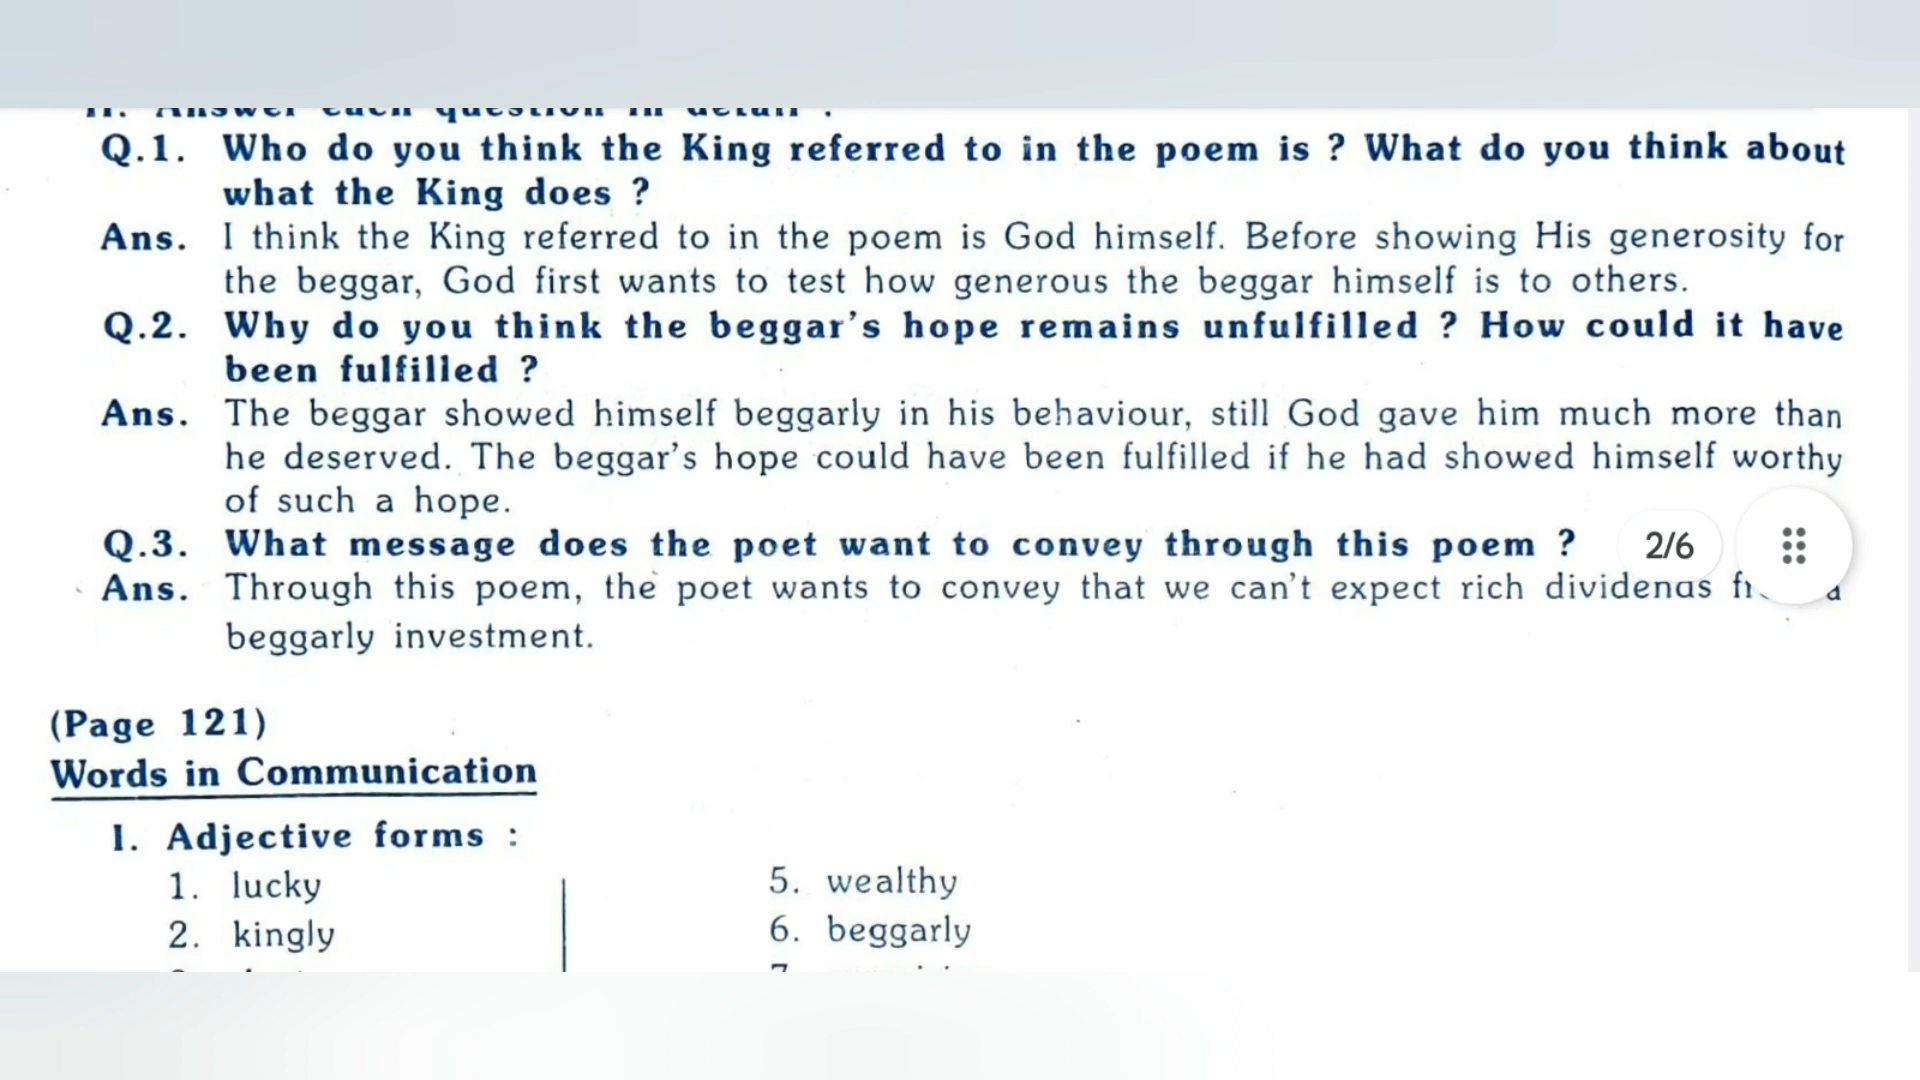 II. Answer each question in detail :
Q.1. Who do you think the King referred to in the poem is ? What do you think about
what the King does ?
Ans. I think the King referred to in the poem is God himself. Before showing His generosity for
the beggar, God first wants to test how generous the beggar himself is to others.
Q.2. Why do you think the beggar's hope remains unfulfilled ? How could it have
been fulfilled ?
Ans. The beggar showed himself beggarly in his behaviour, still God gave him much more than
he deserved. The beggar's hope could have been fulfilled if he had showed himself worthy
of such a hope.
Q.3. What message does the poet want to convey through this poem ?
2/6
Ans. Through this poem, the poet wants to convey that we can't expect rich dividends
beggarly investment.
(Page 121)
Words in Communication
I. Adjective forms :
1. lucky
2. kingly
5. wealthy
6. beggarly